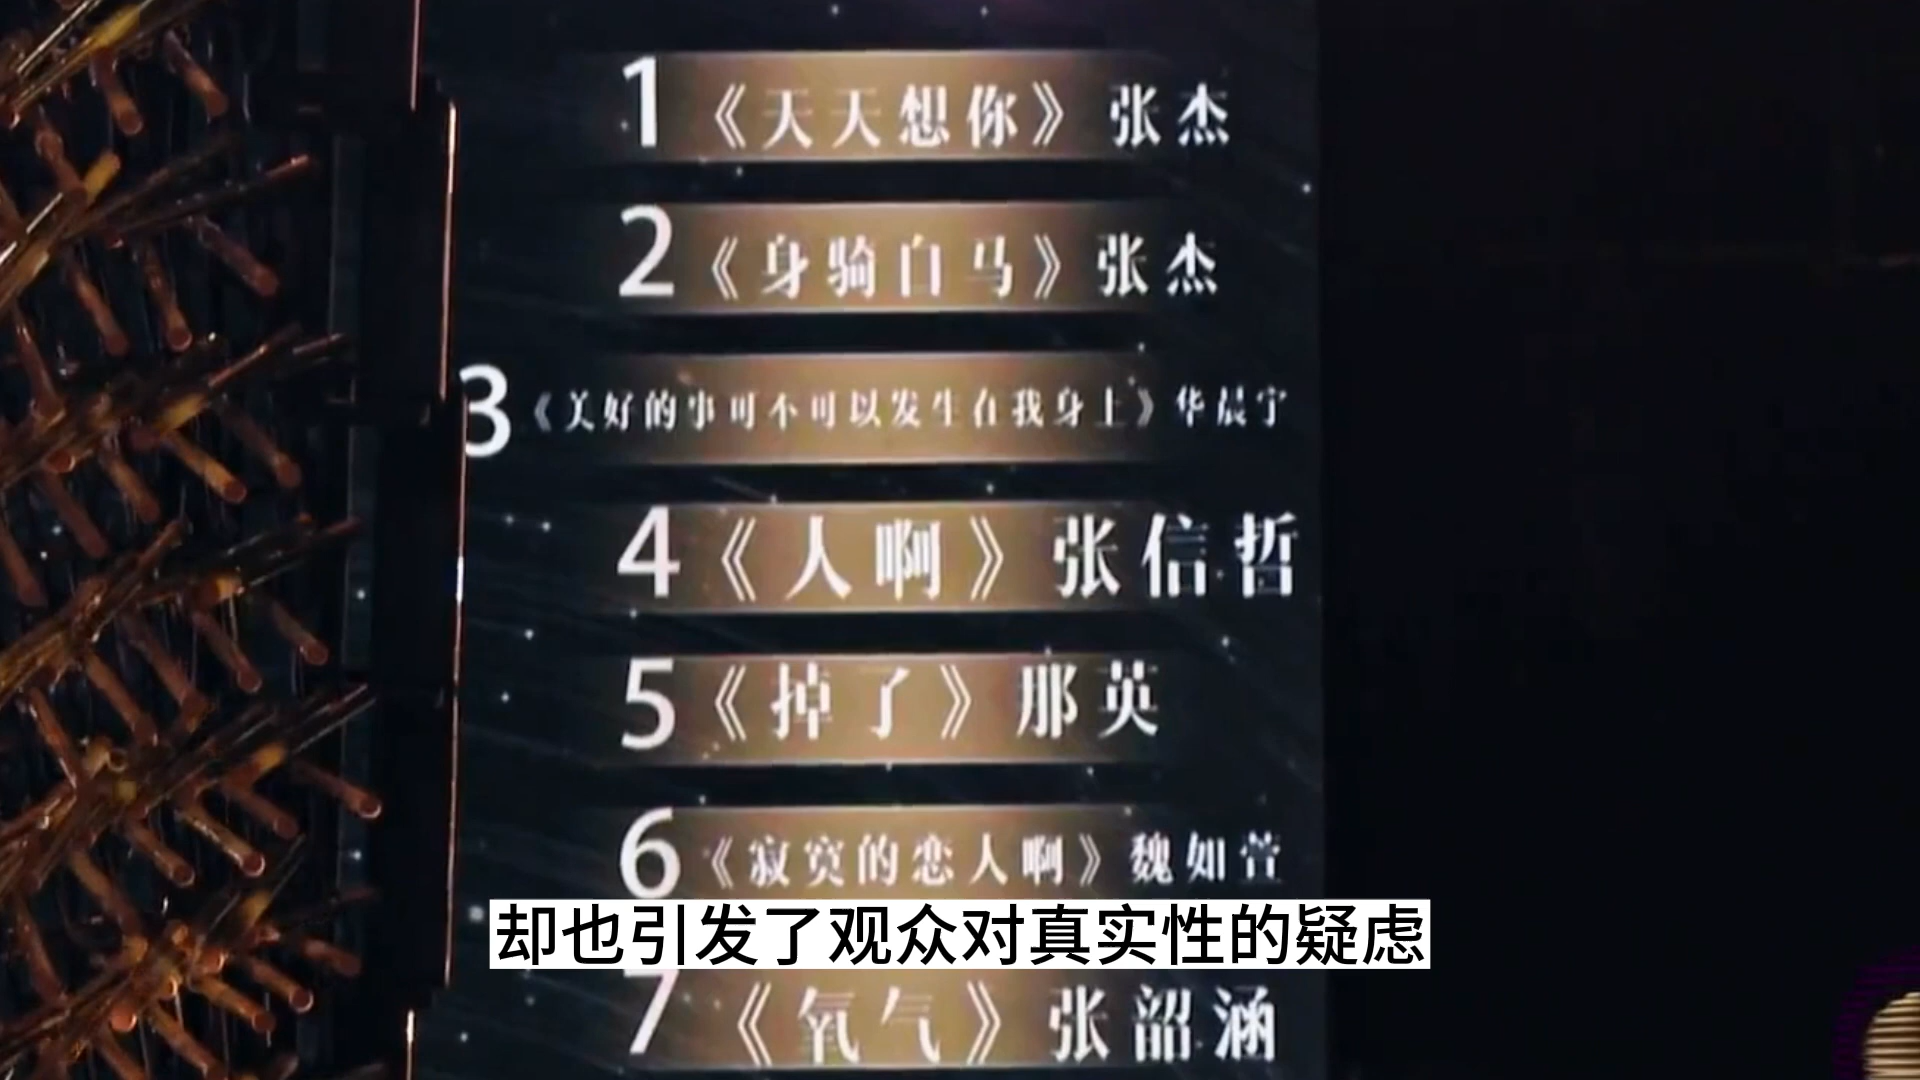 1 《天天想你》 张杰
2 《身骑白马》 张杰
3 《美好的事可不可以发生在我身上》 华晨宇
4 《人啊》 张信哲
5 《掉了》 那英
6 《寂寞的恋人啊》 魏如萱
却也引发了观众对真实性的疑虑
7 《氧气》 张韶涵